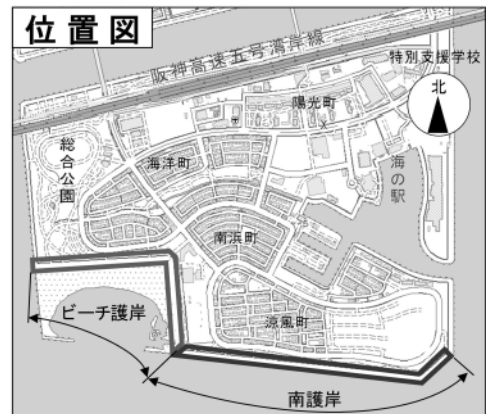 位置図
阪神高速五号湾岸線
特別支援学校
北
陽光町
総合公園
海洋町
海の駅
南浜町
涼風町
ビーチ護岸
南護岸